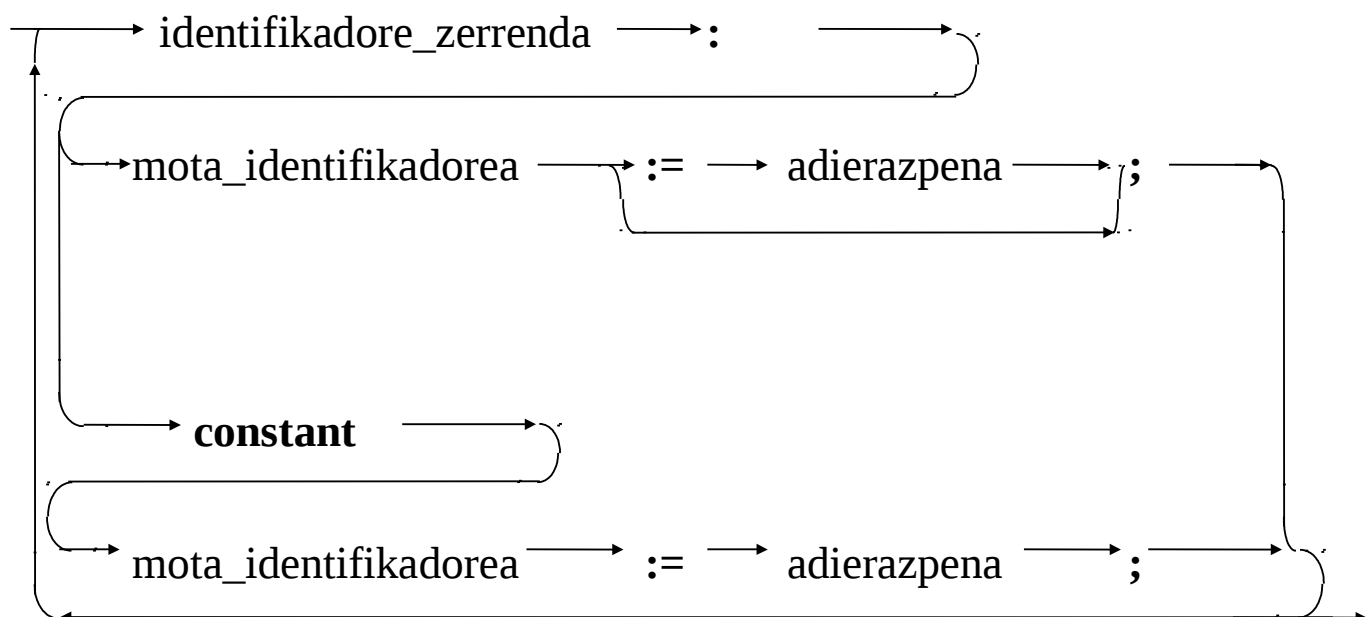 identifikadore_zerrenda :
mota_identifikadorea := adierazpena ;
constant
mota_identifikadorea := adierazpena ;